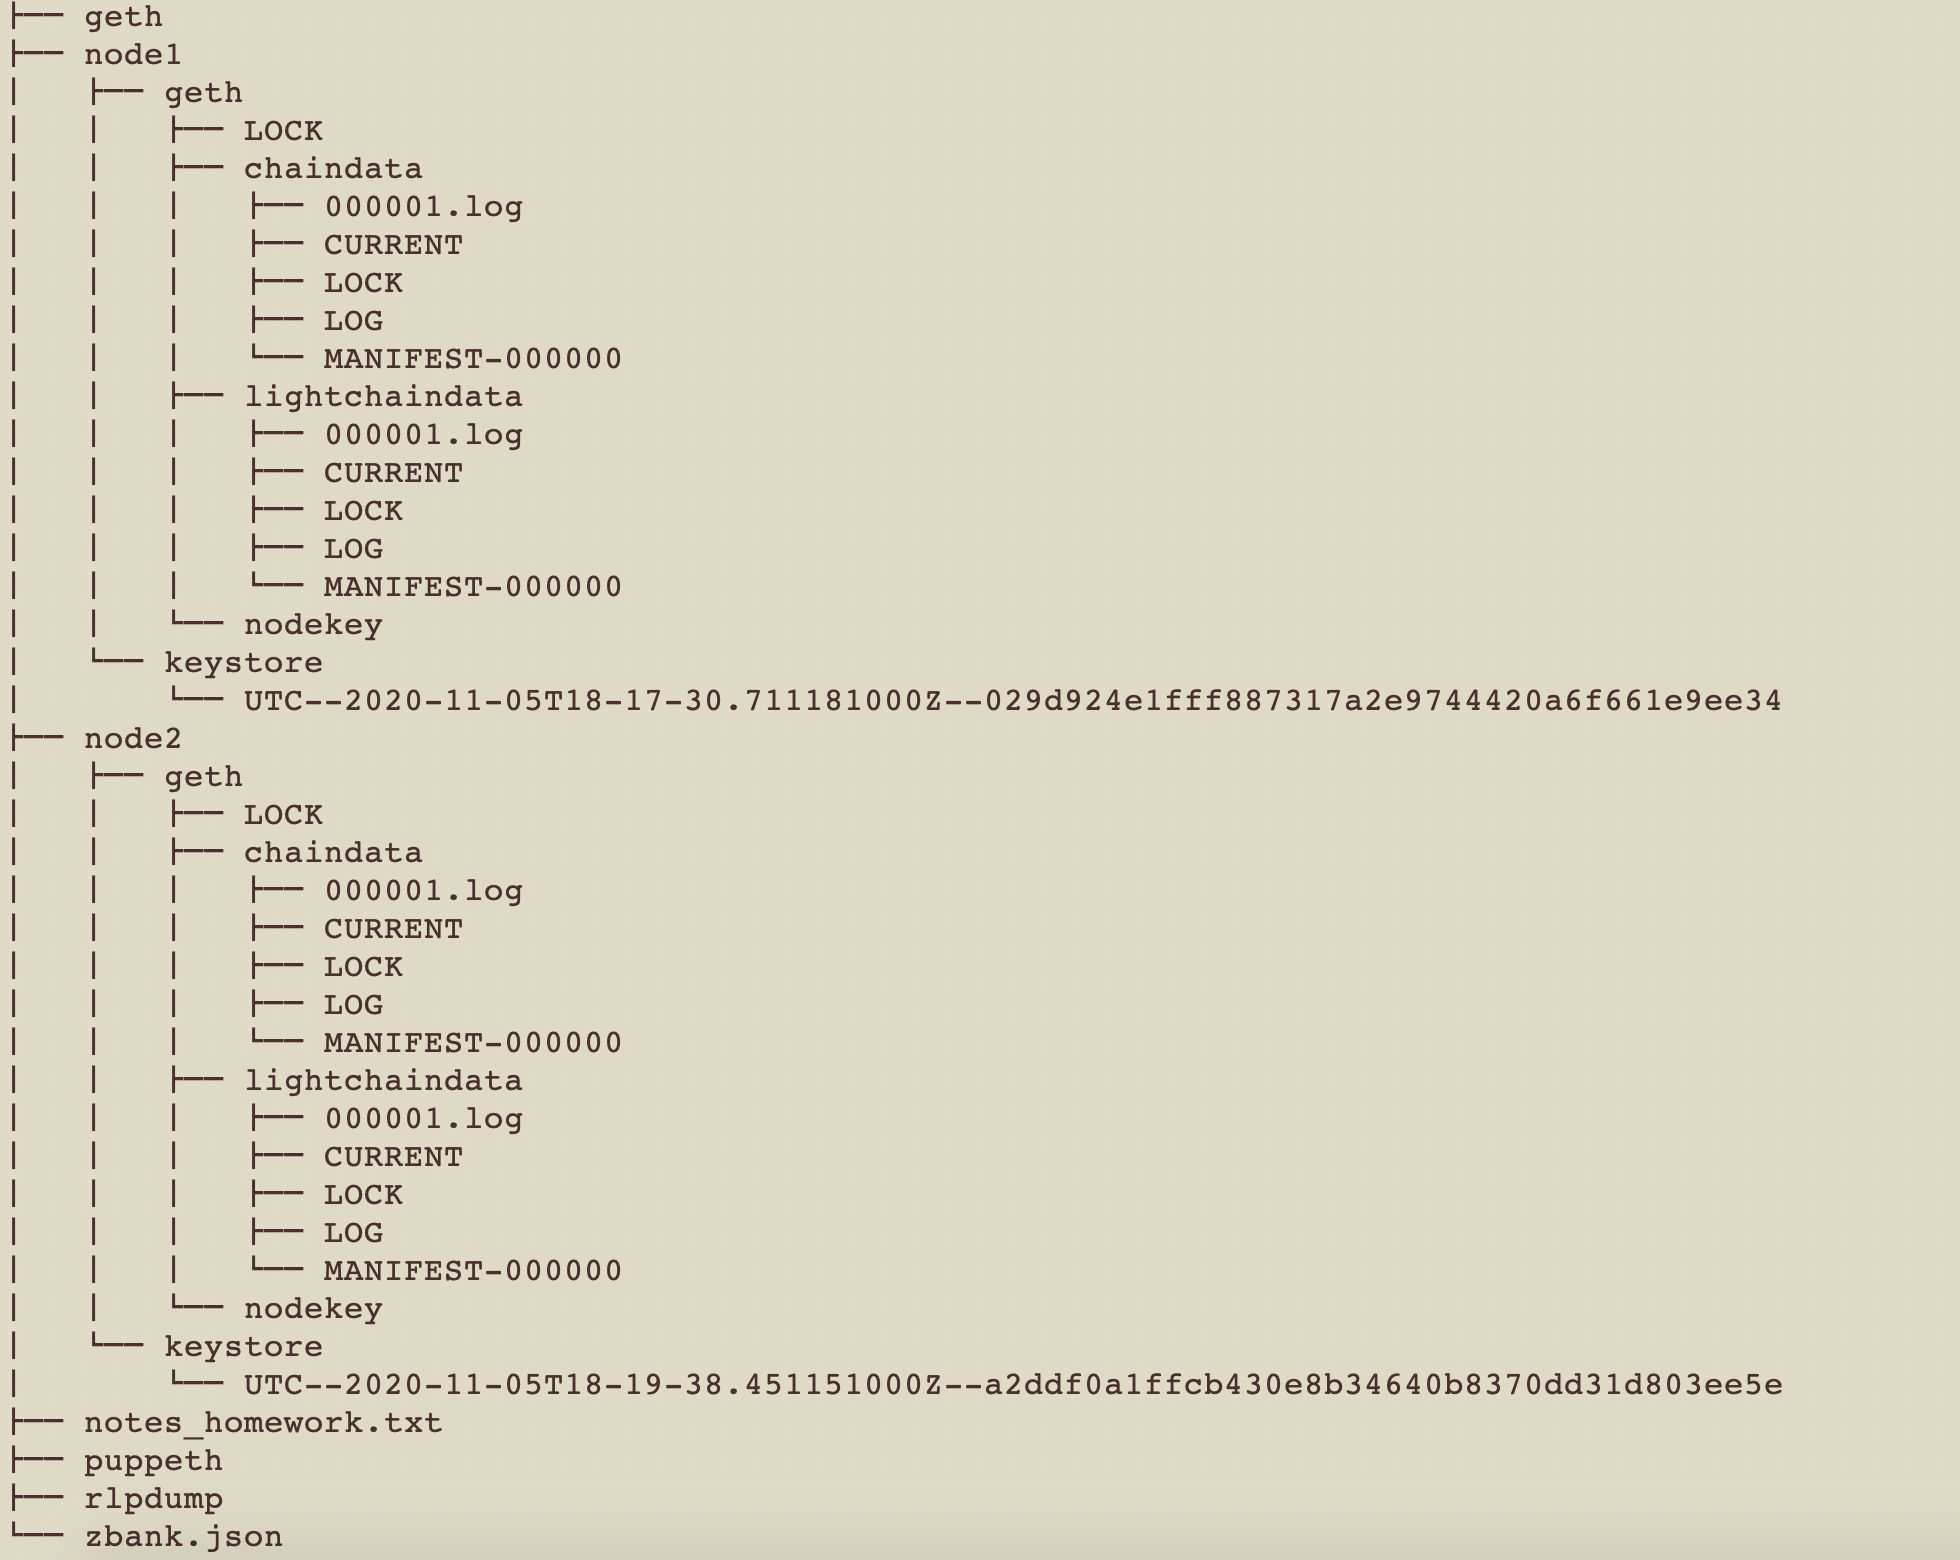 ├── geth
├── node1
│   ├── geth
│   │   ├── LOCK
│   │   ├── chaindata
│   │   │   ├── 000001.log
│   │   │   ├── CURRENT
│   │   │   ├── LOCK
│   │   │   ├── LOG
│   │   │   └── MANIFEST-000000
│   │   ├── lightchaindata
│   │   │   ├── 000001.log
│   │   │   ├── CURRENT
│   │   │   ├── LOCK
│   │   │   ├── LOG
│   │   │   └── MANIFEST-000000
│   │   └── nodekey
│   └── keystore
│       └── UTC--2020-11-05T18-17-30.711181000Z--029d924e1fff887317a2e9744420a6f661e9ee34
├── node2
│   ├── geth
│   │   ├── LOCK
│   │   ├── chaindata
│   │   │   ├── 000001.log
│   │   │   ├── CURRENT
│   │   │   ├── LOCK
│   │   │   ├── LOG
│   │   │   └── MANIFEST-000000
│   │   ├── lightchaindata
│   │   │   ├── 000001.log
│   │   │   ├── CURRENT
│   │   │   ├── LOCK
│   │   │   ├── LOG
│   │   │   └── MANIFEST-000000
│   │   └── nodekey
│   └── keystore
│       └── UTC--2020-11-05T18-19-38.451151000Z--a2ddf0a1ffcb430e8b34640b8370dd31d803ee5e
├── notes_homework.txt
├── puppeth
├── rlpdump
└── zbank.json